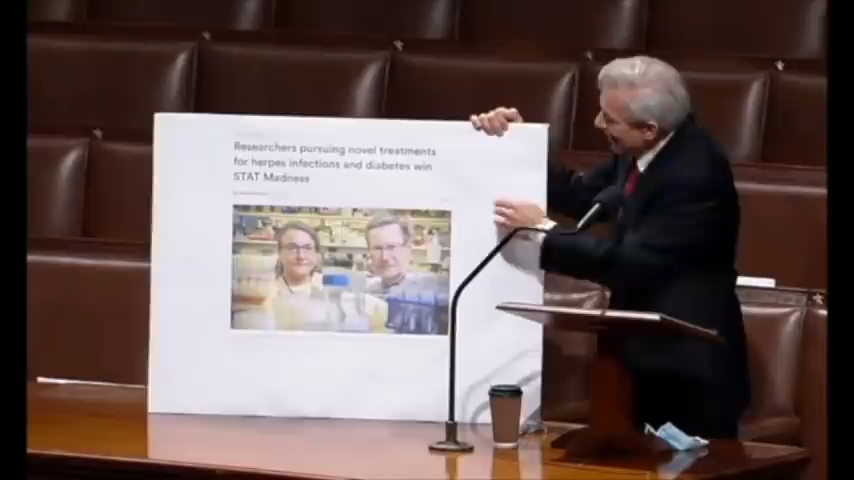 Researchers pursuing novel treatments
for herpes infections and diabetes win
STAT Madness